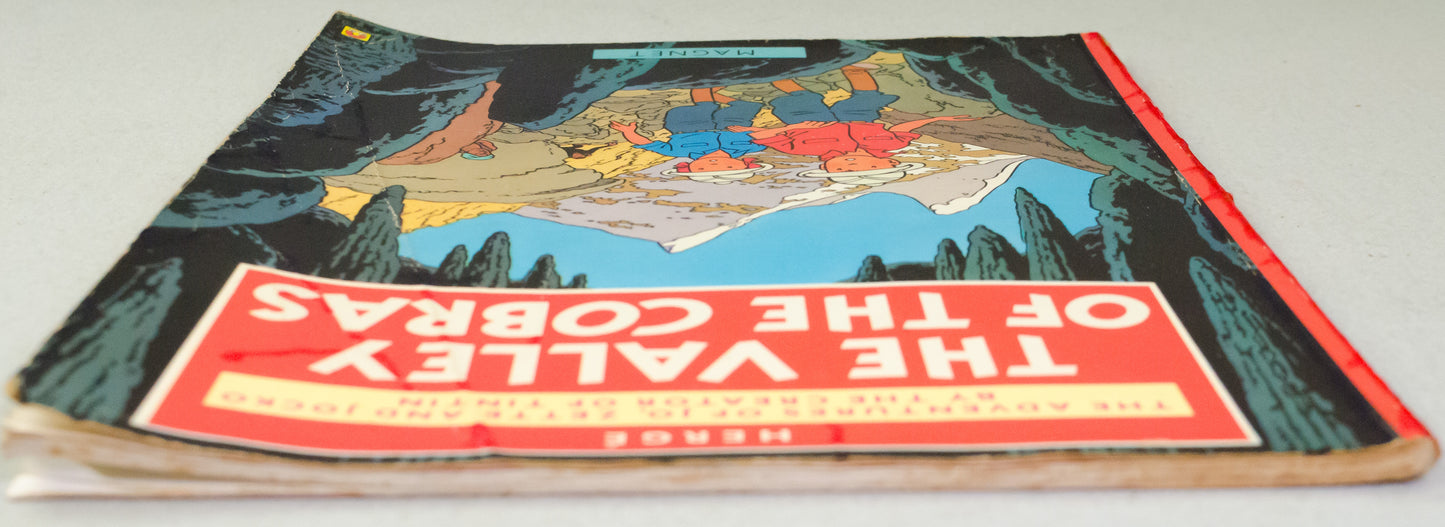 HERGÉ
THE ADVENTURES OF JO, ZETTE AND JOCKO
BY THE CREATOR OF TINTIN
THE VALLEY
OF THE COBRAS
MAGNET